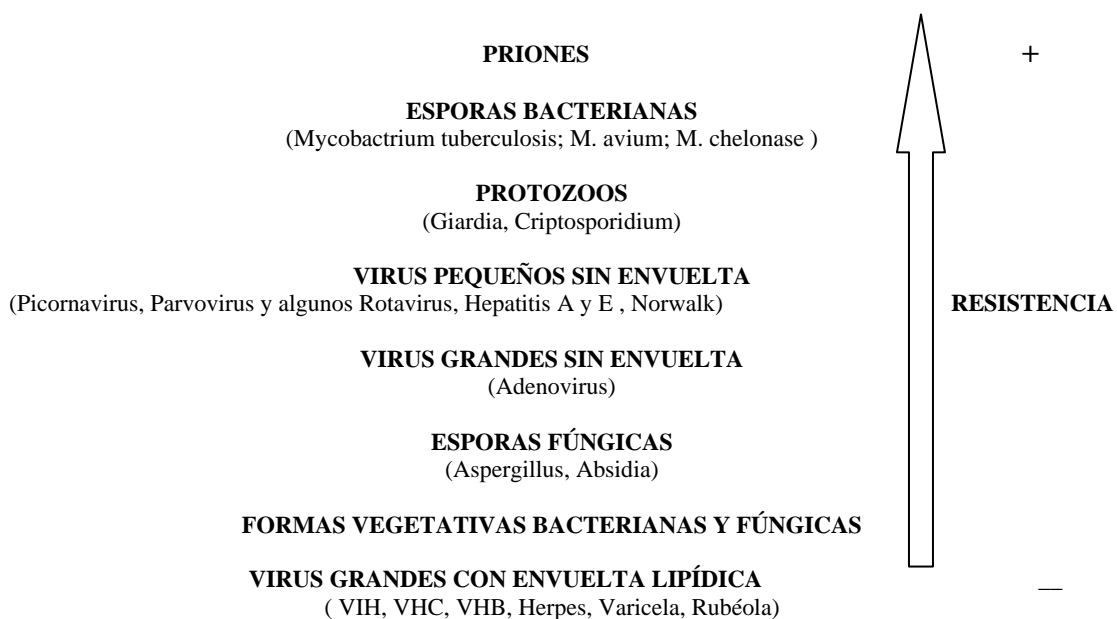 PRIONES +
ESPORAS BACTERIANAS
(Mycobactrium tuberculosis; M. avium; M. chelonase )
PROTOZOOS
(Giardia, Criptosporidium)
VIRUS PEQUEÑOS SIN ENVUELTA
(Picornavirus, Parvovirus y algunos Rotavirus, Hepatitis A y E , Norwalk) RESISTENCIA
VIRUS GRANDES SIN ENVUELTA
(Adenovirus)
ESPORAS FÚNGICAS
(Aspergillus, Absidia)
FORMAS VEGETATIVAS BACTERIANAS Y FÚNGICAS
VIRUS GRANDES CON ENVUELTA LIPÍDICA —
( VIH, VHC, VHB, Herpes, Varicela, Rubéola)